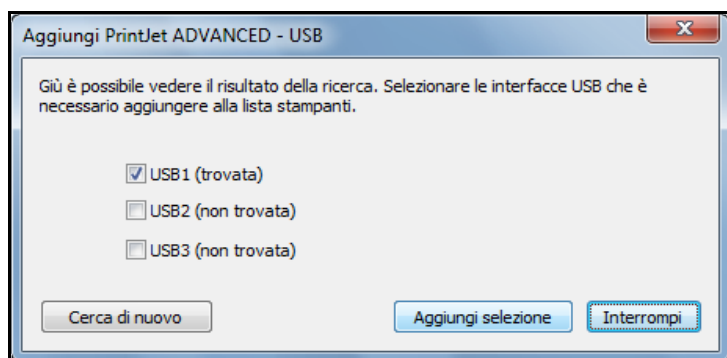 Aggiungi PrintJet ADVANCED - USB
Giù è possibile vedere il risultato della ricerca. Selezionare le interfacce USB che è
necessario aggiungere alla lista stampanti.
USB1 (trovata)
USB2 (non trovata)
USB3 (non trovata)
Cerca di nuovo Aggiungi selezione Interrompi